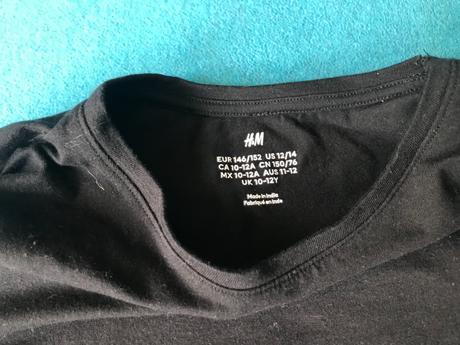 H&M
EUR 146/152 US 12/14
CA 10-12A CN 150/76
MX 10-12A AUS 11-12
UK 10-12Y
Made in India
Fabriqué en Inde